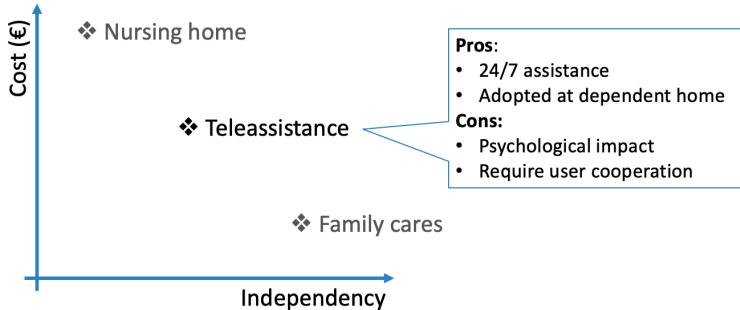 Cost (€)
❖ Nursing home
❖ Teleassistance
❖ Family cares
Independency
Pros:
• 24/7 assistance
• Adopted at dependent home
Cons:
• Psychological impact
• Require user cooperation